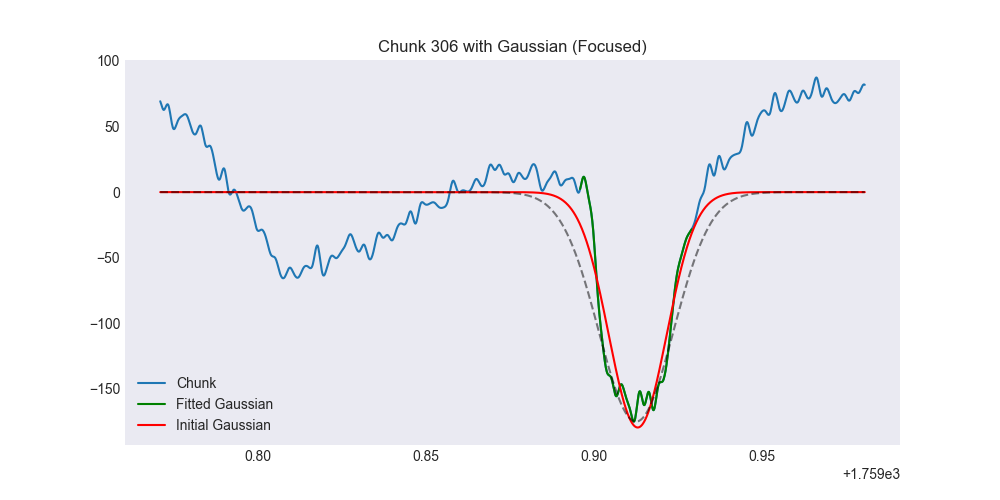 Chunk 306 with Gaussian (Focused)
100
50
0
−50
−100
−150
Chunk
Fitted Gaussian
Initial Gaussian
0.80 0.85 0.90 0.95
+1.759e3